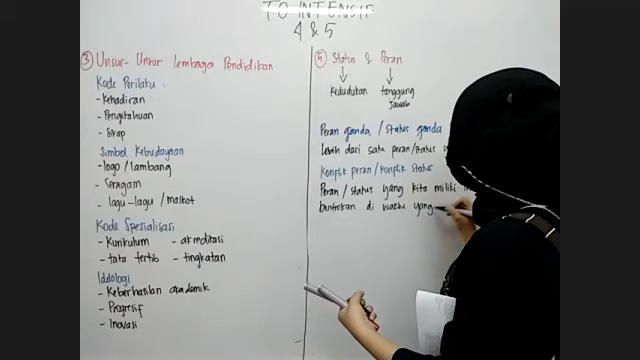 TO INTENSIF
4 & 5
③ Unsur-Unsur Lembaga Pendidikan
Kode Perilaku :
- Kehadiran
- Pengetahuan
- Sikap
Simbol Kebudayaan
- logo / lambang
- Seragam
- lagu-lagu / maskot
Kode Spesialisasi
- Kurikulum - akreditasi
- tata tertib - tingkatan
Idologi
- Keberhasilan akademik
- Progresif
- Inovasi
⑤ Status & Peran
↓ ↓
Kedudukan tanggung
Jawab
Peran ganda / Status ganda
Lebih dari satu peran/status
Konflik peran / Konflik Status
Peran / status yang kita miliki
bentrokan di waktu yang